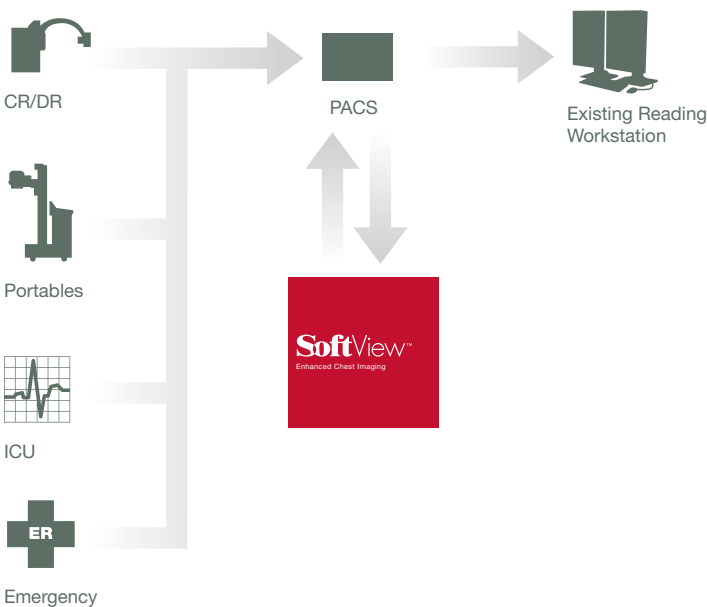 CR/DR
PACS
Existing Reading
Workstation
Portables
SoftView™
Enhanced Chest Imaging
ICU
ER
Emergency